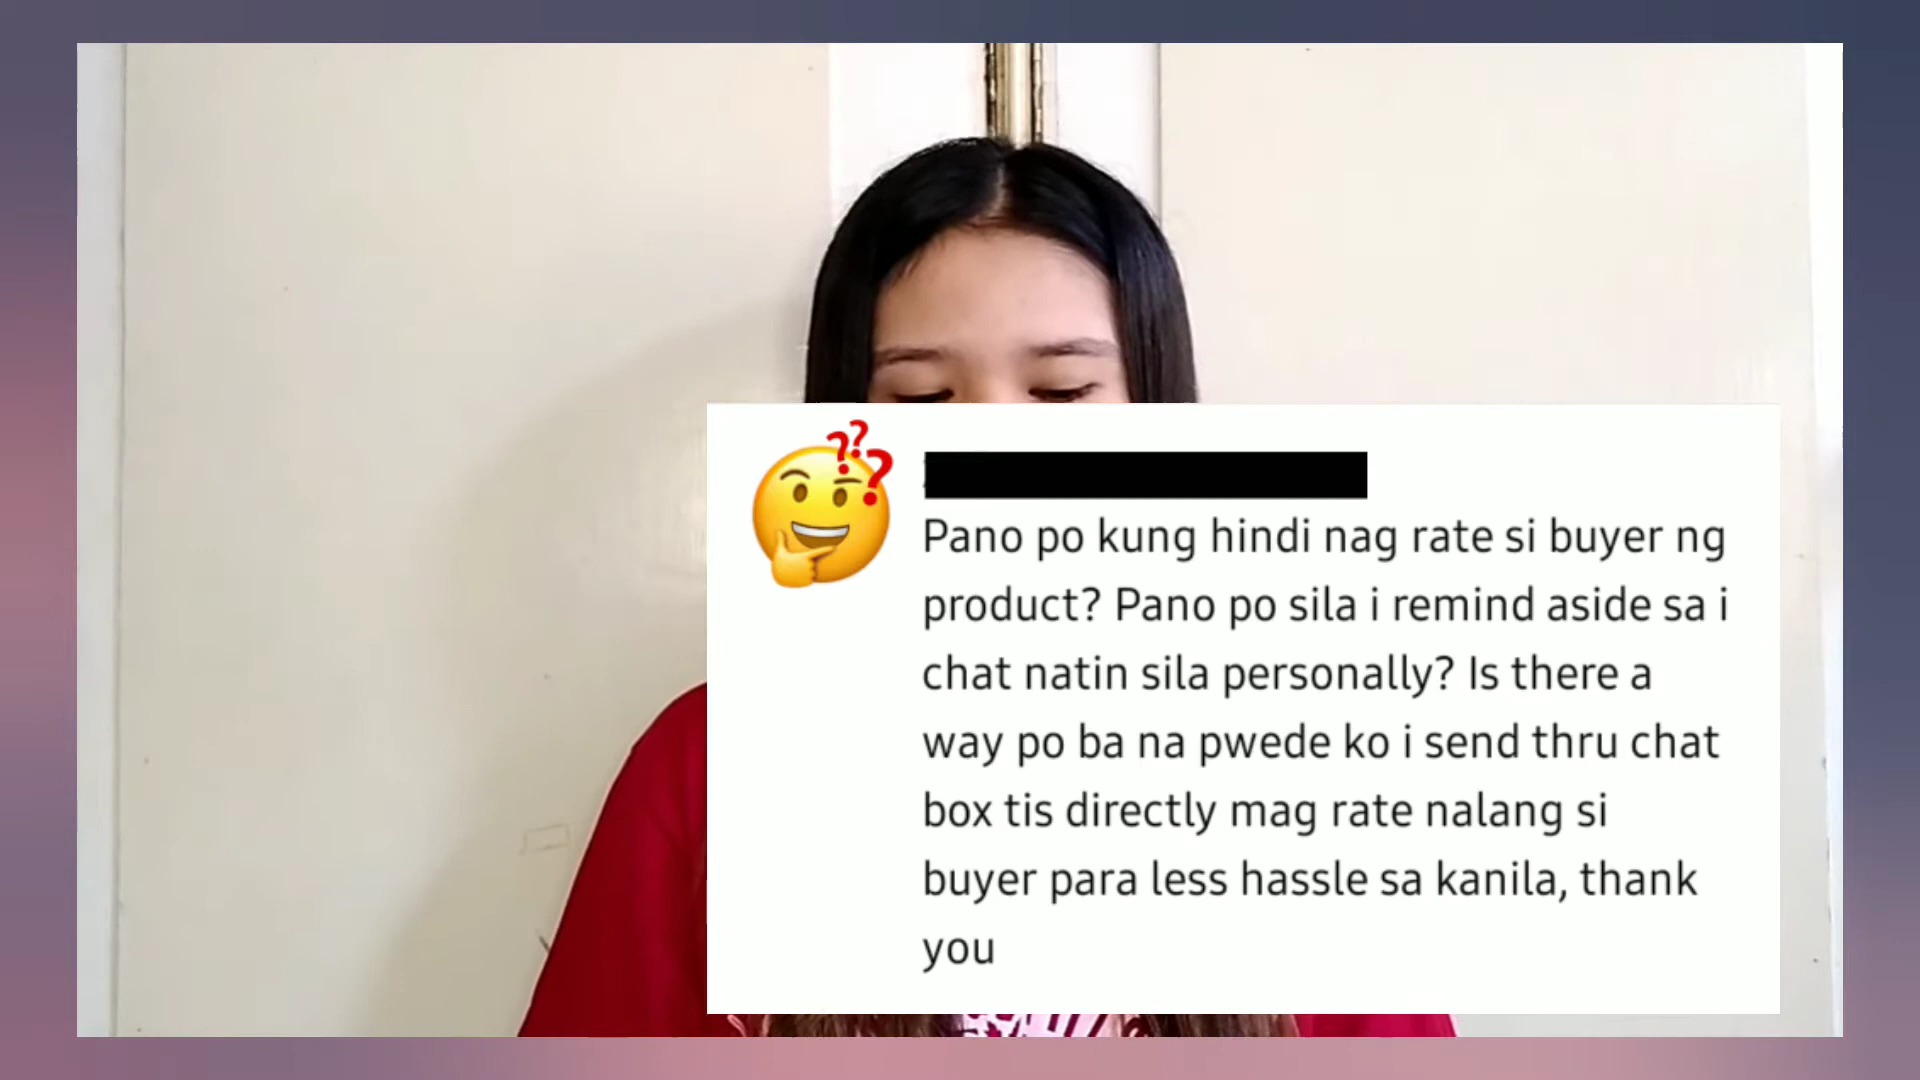 Pano po kung hindi nag rate si buyer ng
product? Pano po sila i remind aside sa i
chat natin sila personally? Is there a
way po ba na pwede ko i send thru chat
box tis directly mag rate nalang si
buyer para less hassle sa kanila, thank
you